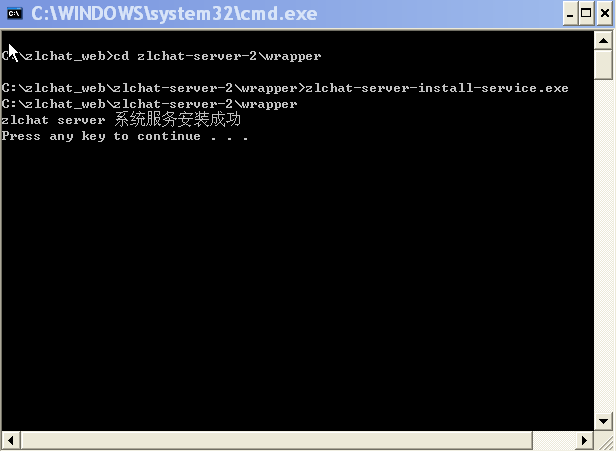 C:\WINDOWS\system32\cmd.exe
C:\zlchat_web>cd zlchat-server-2\wrapper
C:\zlchat_web\zlchat-server-2\wrapper>zlchat-server-install-service.exe
C:\zlchat_web\zlchat-server-2\wrapper
zlchat server 系统服务安装成功
Press any key to continue . . .